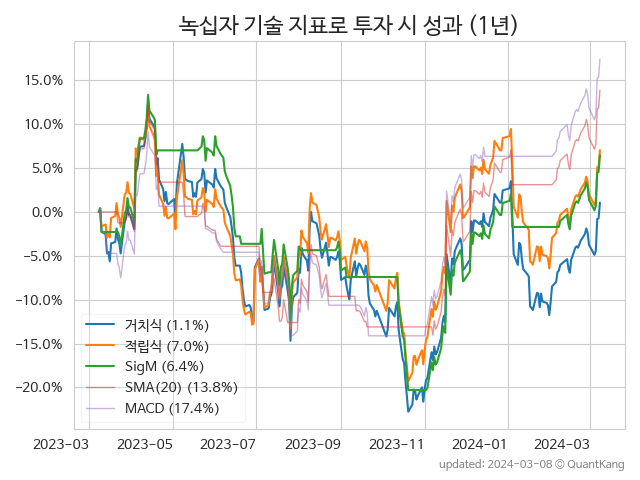 녹십자 기술 지표로 투자 시 성과 (1년)
15.0%
10.0%
5.0%
0.0%
−5.0%
−10.0%
−15.0%
−20.0%
거치식 (1.1%)
적립식 (7.0%)
SigM (6.4%)
SMA(20) (13.8%)
MACD (17.4%)
2023-03 2023-05 2023-07 2023-09 2023-11 2024-01 2024-03
updated: 2024-03-08 ⓒ QuantKang